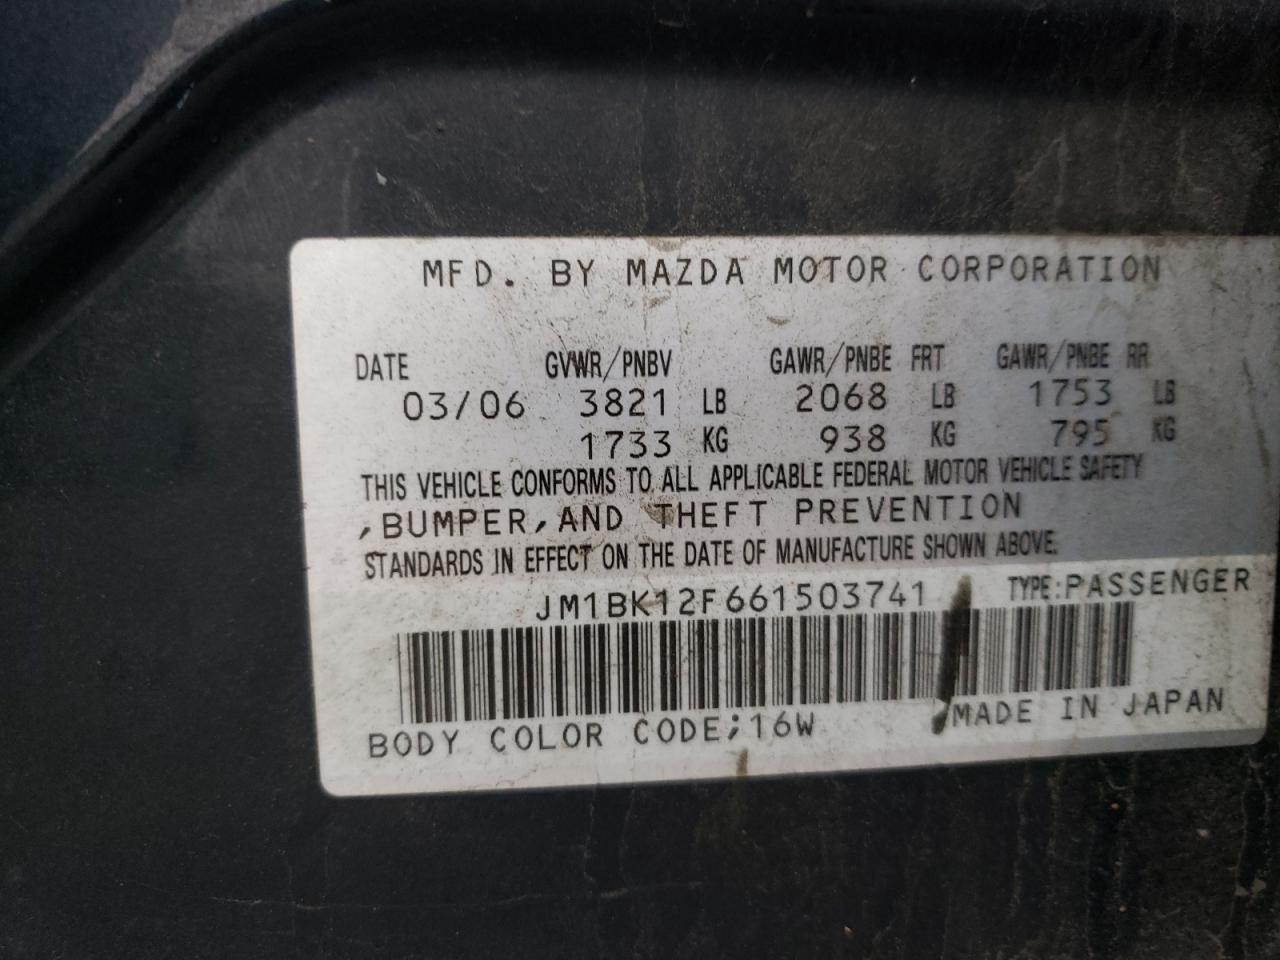 MFD. BY MAZDA MOTOR CORPORATION
DATE GVWR/PNBV GAWR/PNBE FRT GAWR/PNBE RR
03/06 3821 LB 2068 LB 1753 LB
1733 KG 938 KG 795 KG
THIS VEHICLE CONFORMS TO ALL APPLICABLE FEDERAL MOTOR VEHICLE SAFETY
,BUMPER,AND THEFT PREVENTION
STANDARDS IN EFFECT ON THE DATE OF MANUFACTURE SHOWN ABOVE.
JM1BK12F661503741 TYPE:PASSENGER
BODY COLOR CODE;16W MADE IN JAPAN